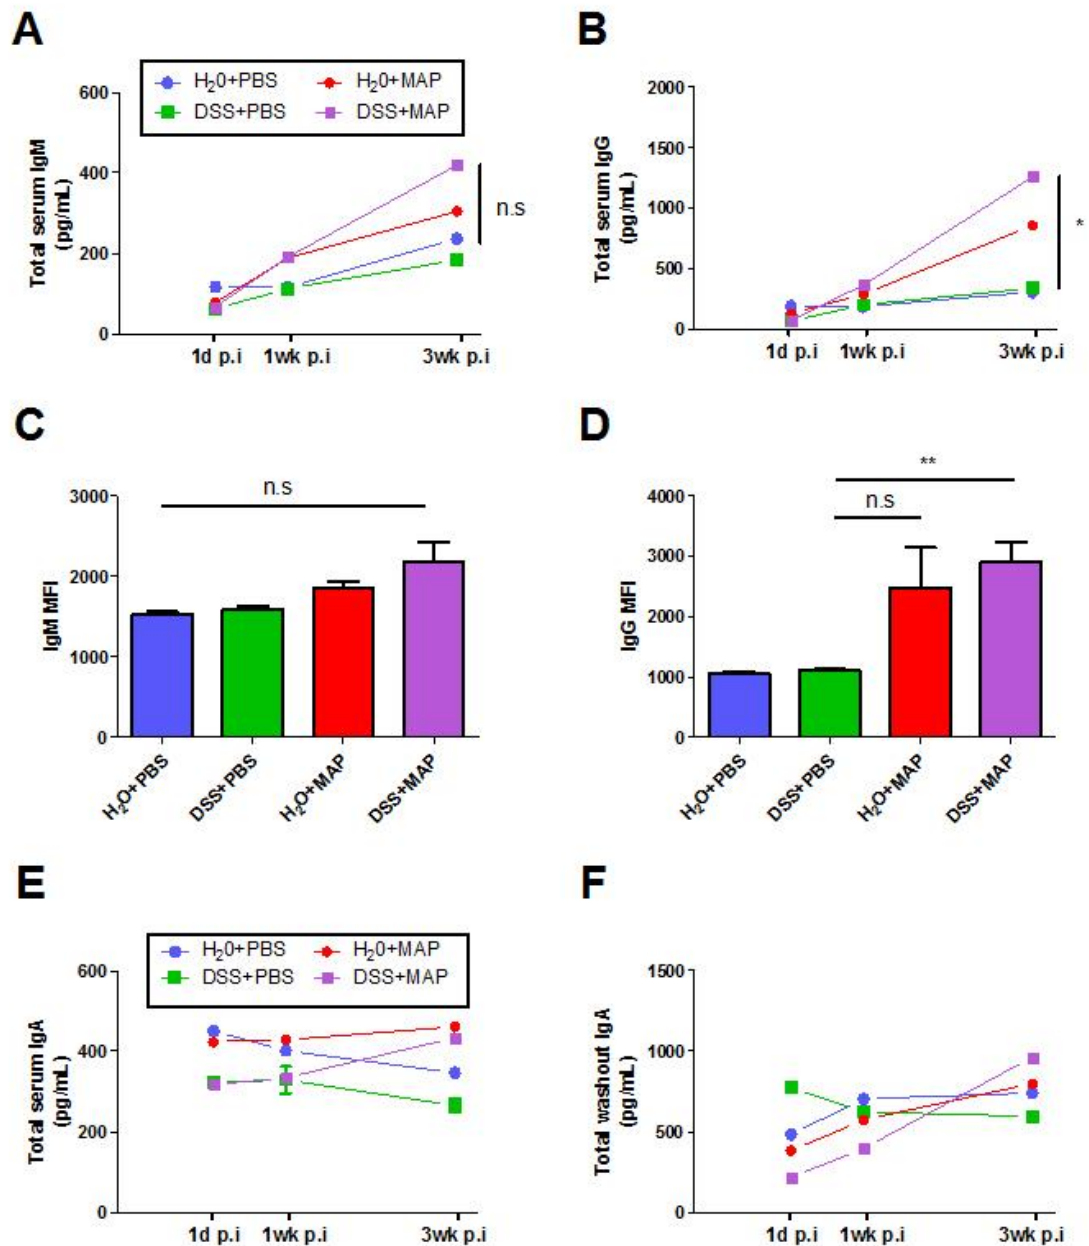 A
H₂0+PBS H₂0+MAP
DSS+PBS DSS+MAP
Total serum IgM
(pg/mL)
600
400
200
0
n.s
1d p.i 1wk p.i 3wk p.i
B
Total serum IgG
(pg/mL)
2000
1500
1000
500
0
*
1d p.i 1wk p.i 3wk p.i
C
n.s
IgM MFI
3000
2000
1000
0
H₂O+PBS
DSS+PBS
H₂O+MAP
DSS+MAP
D
**
n.s
IgG MFI
4000
3000
2000
1000
0
H₂O+PBS
DSS+PBS
H₂O+MAP
DSS+MAP
E
H₂0+PBS H₂0+MAP
DSS+PBS DSS+MAP
Total serum IgA
(pg/mL)
600
400
200
0
1d p.i 1wk p.i 3wk p.i
F
Total washout IgA
(pg/mL)
1500
1000
500
0
1d p.i 1wk p.i 3wk p.i